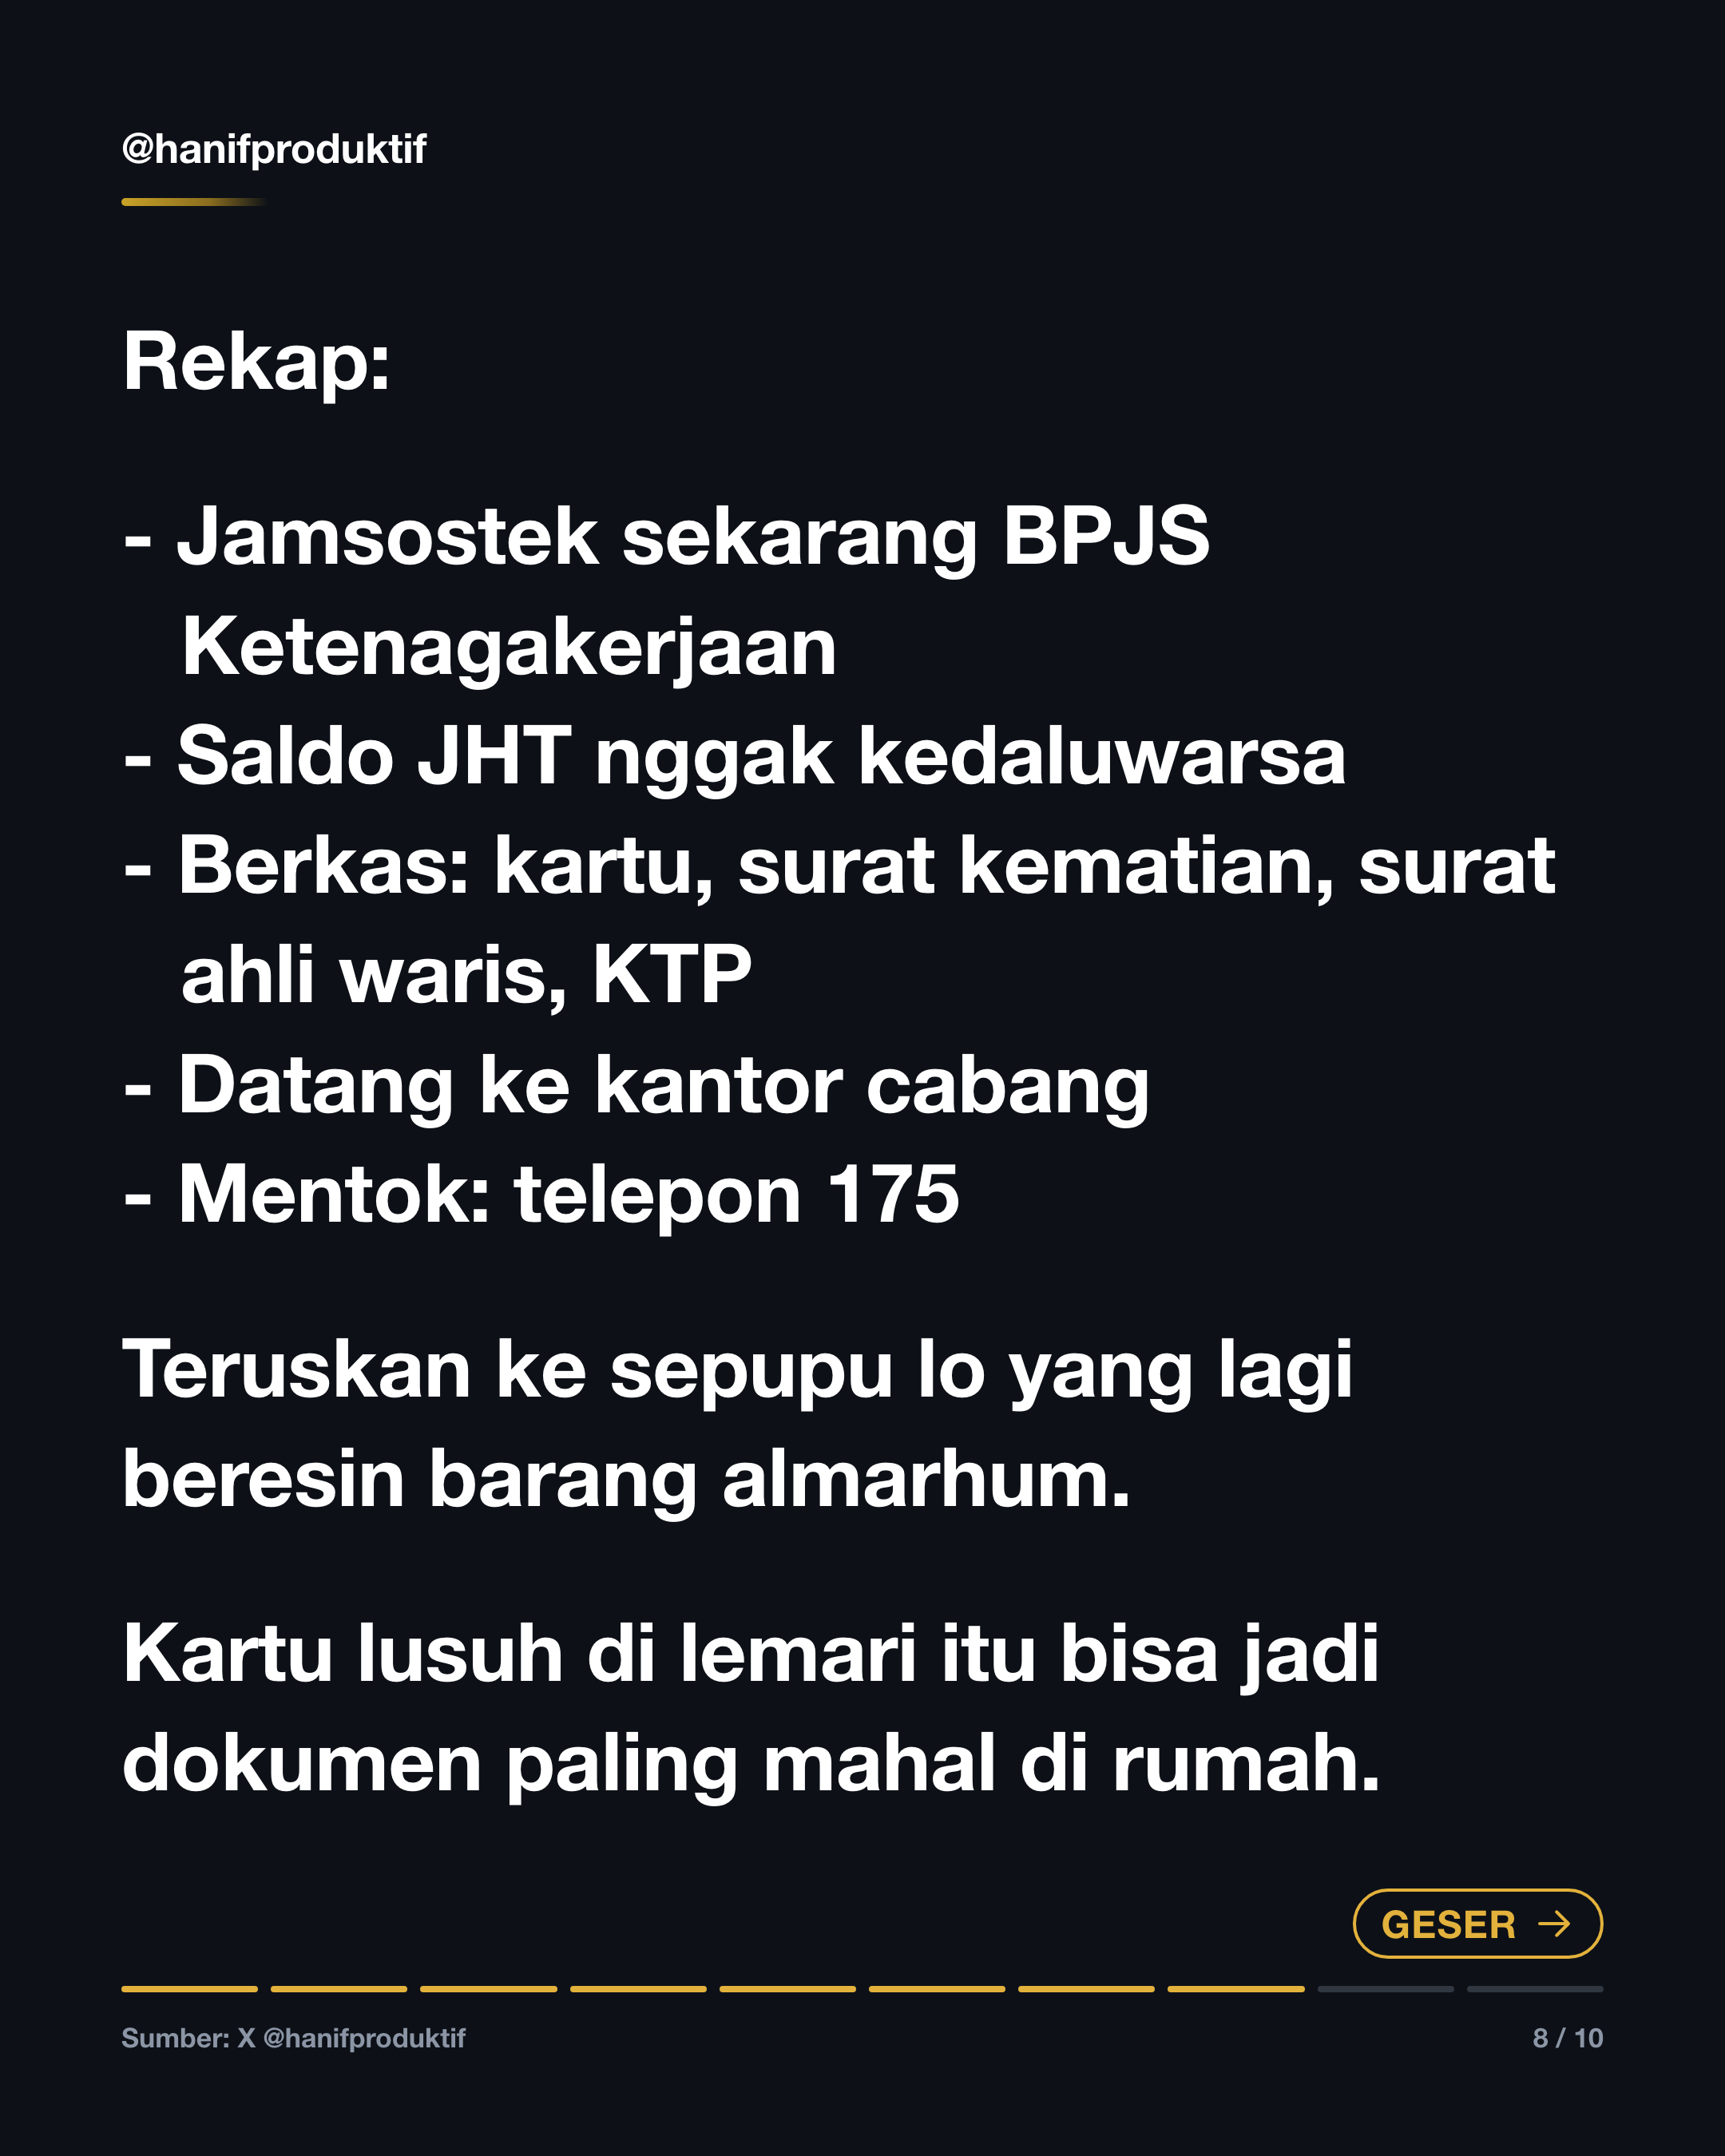 @hanifproduktif
Rekap:
- Jamsostek sekarang BPJS
Ketenagakerjaan
- Saldo JHT nggak kedaluwarsa
- Berkas: kartu, surat kematian, surat
ahli waris, KTP
- Datang ke kantor cabang
- Mentok: telepon 175
Teruskan ke sepupu lo yang lagi
beresin barang almarhum.
Kartu lusuh di lemari itu bisa jadi
dokumen paling mahal di rumah.
GESER →
Sumber: X @hanifproduktif
8 / 10